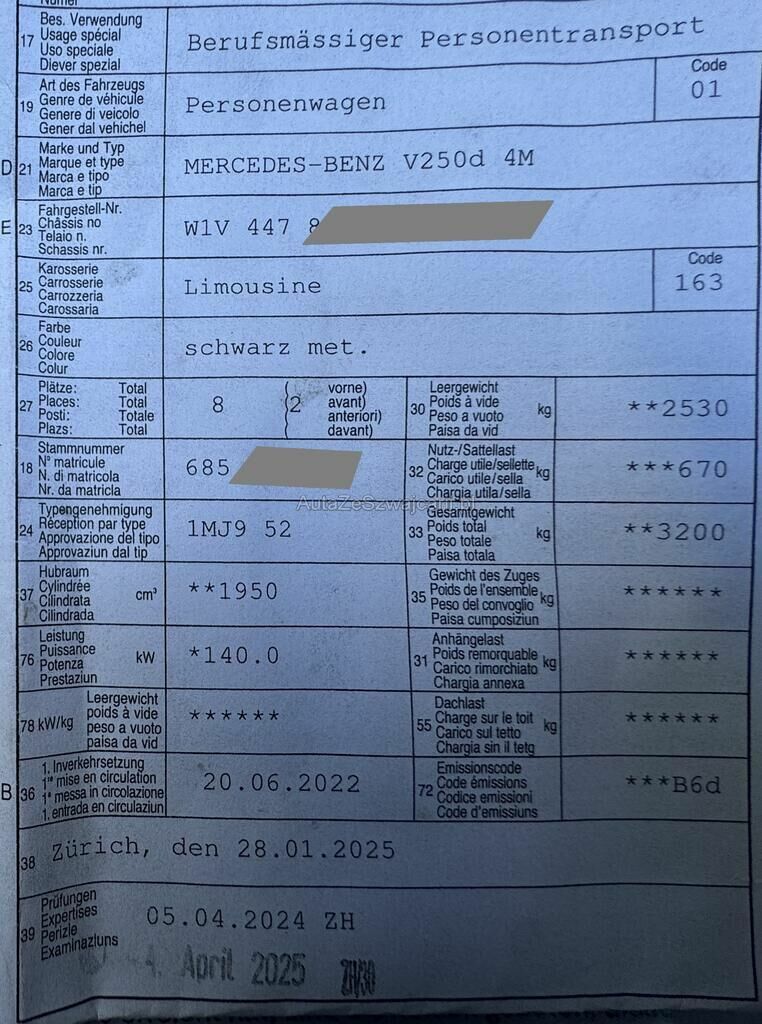 17 Bes. Verwendung
Usage spécial
Uso speciale
Diever spezial
Berufsmässiger Personentransport
19 Art des Fahrzeugs
Genre de véhicule
Genere di veicolo
Gener dal vehichel
Personenwagen
Code
01
D 21 Marke und Typ
Marque et type
Marca e tipo
Marca e tip
MERCEDES-BENZ V250d 4M
E 23 Fahrgestell-Nr.
Châssis no
Telaio n.
Schassis nr.
W1V 447 8
25 Karosserie
Carrosserie
Carrozzeria
Carossaria
Limousine
Code
163
26 Farbe
Couleur
Colore
Colur
schwarz met.
27 Plätze: Total
Places: Total
Posti: Totale
Plazs: Total
8 (2 vorne)
( avant)
( anteriori)
( davant)
30 Leergewicht
Poids à vide
Peso a vuoto
Paisa da vid
kg
**2530
18 Stammnummer
N° matricule
N. di matricola
Nr. da matricla
685
32 Nutz-/Sattellast
Charge utile/sellette
Carico utile/sella
Chargia utila/sella
kg
***670
AutaZeSzwajcarii.pl
24 Typengenehmigung
Réception par type
Approvazione del tipo
Approvaziun dal tip
1MJ9 52
33 Gesamtgewicht
Poids total
Peso totale
Paisa totala
kg
**3200
37 Hubraum
Cylindrée
Cilindrata
Cilindrada
cm³
**1950
35 Gewicht des Zuges
Poids de l'ensemble
Peso del convoglio
Paisa cumposiziun
kg
******
76 Leistung
Puissance
Potenza
Prestaziun
kW
*140.0
31 Anhängelast
Poids remorquable
Carico rimorchiato
Chargia annexa
kg
******
78 kW/kg
Leergewicht
poids à vide
peso a vuoto
paisa da vid
******
55 Dachlast
Charge sur le toit
Carico sul tetto
Chargia sin il tetg
kg
******
B 36 1. Inverkehrsetzung
1re mise en circulation
1a messa in circolazione
1. entrada en circulaziun
20.06.2022
72 Emissionscode
Code émissions
Codice emissioni
Code d'emissiuns
***B6d
38 Zürich, den 28.01.2025
39 Prüfungen
Expertises
Perizie
Examinaziuns
05.04.2024 ZH
4. April 2025 ZH/30